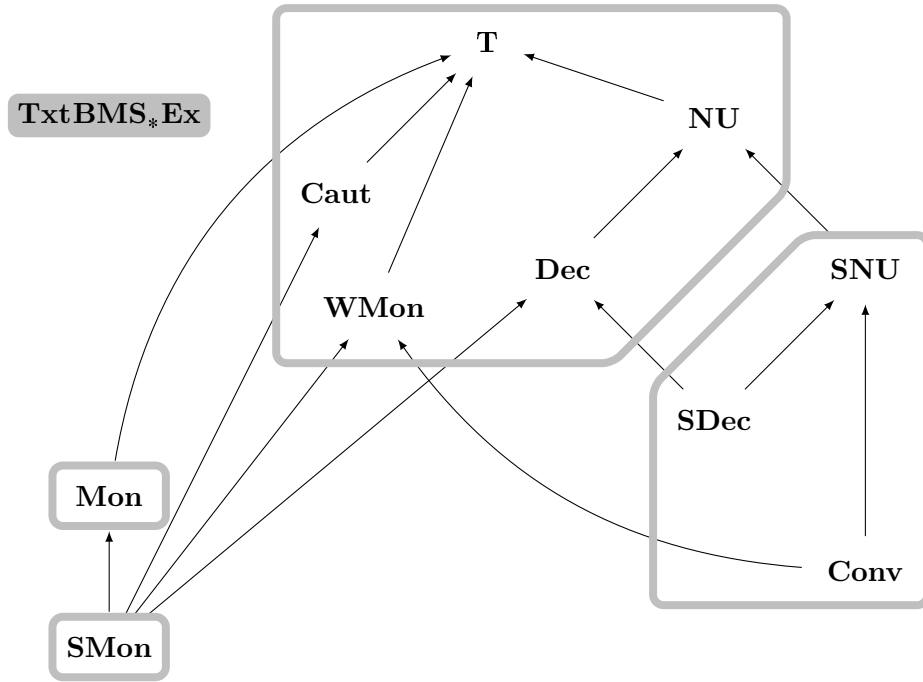 T
TxtBMS*Ex
NU
Caut
Dec
SNU
WMon
SDec
Mon
Conv
SMon